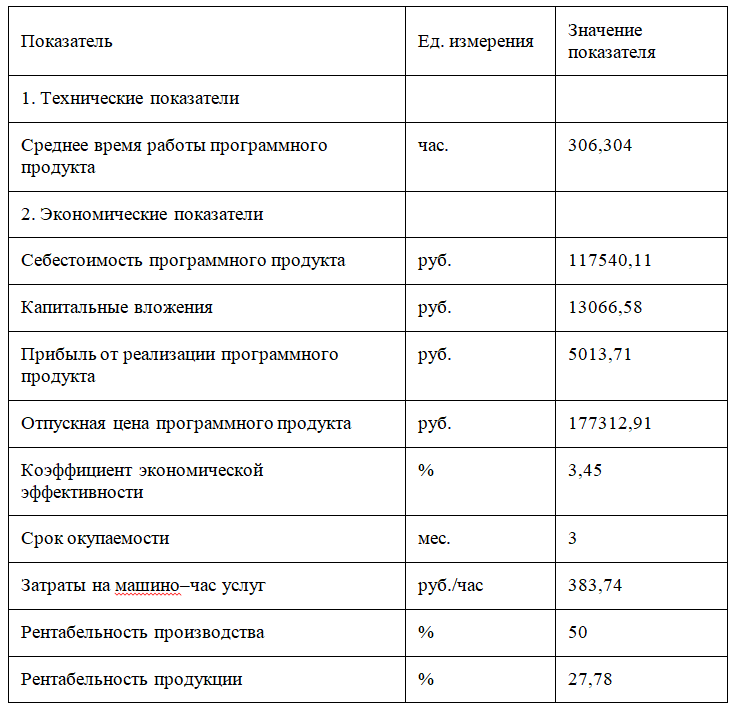 Показатель
Ед. измерения
Значение
показателя
1. Технические показатели
Среднее время работы программного
продукта
час.
306,304
2. Экономические показатели
Себестоимость программного продукта
руб.
117540,11
Капитальные вложения
руб.
13066,58
Прибыль от реализации программного
продукта
руб.
5013,71
Отпускная цена программного продукта
руб.
177312,91
Коэффициент экономической
эффективности
%
3,45
Срок окупаемости
мес.
3
Затраты на машино–час услуг
руб./час
383,74
Рентабельность производства
%
50
Рентабельность продукции
%
27,78